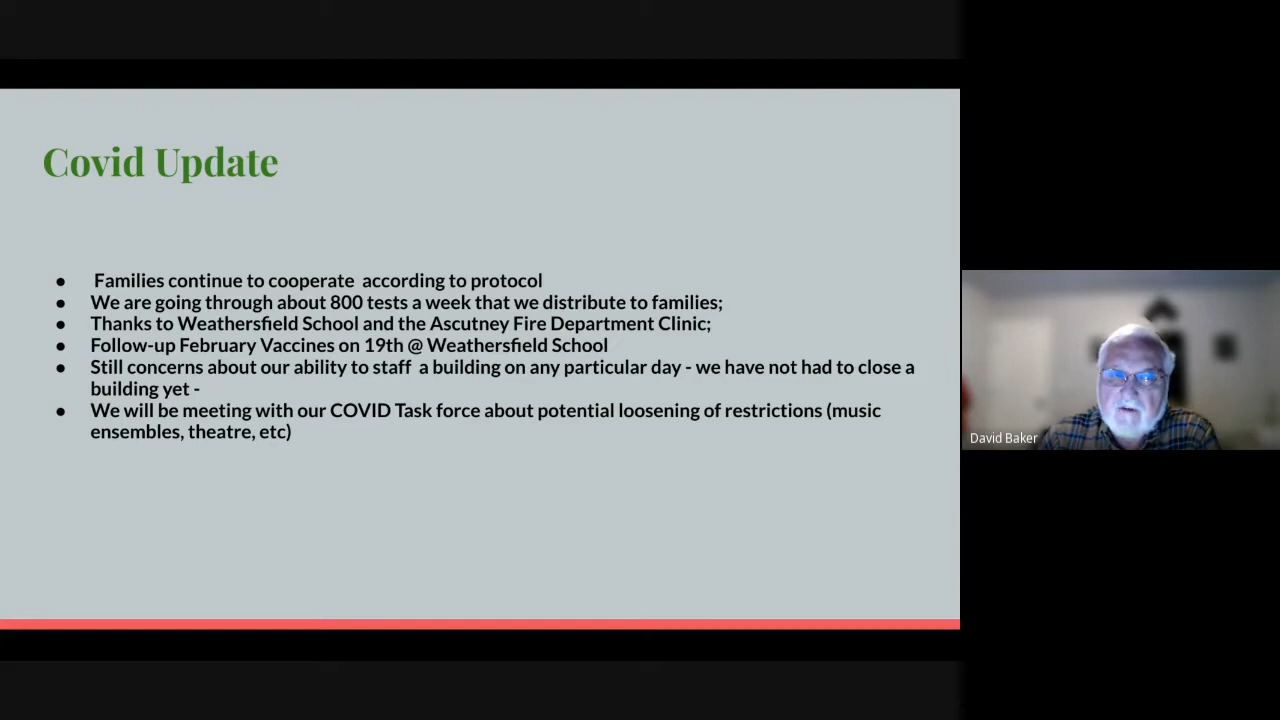 Covid Update
● Families continue to cooperate  according to protocol
● We are going through about 800 tests a week that we distribute to families;
● Thanks to Weathersfield School and the Ascutney Fire Department Clinic;
● Follow-up February Vaccines on 19th @ Weathersfield School
● Still concerns about our ability to staff  a building on any particular day - we have not had to close a
building yet -
● We will be meeting with our COVID Task force about potential loosening of restrictions (music
ensembles, theatre, etc)
David Baker